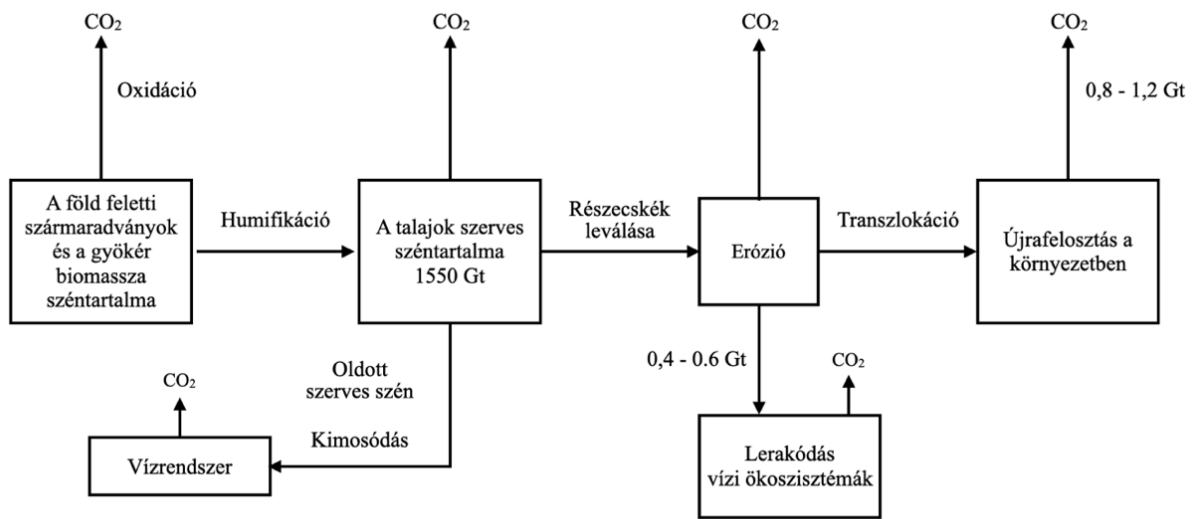 CO₂
CO₂
CO₂
CO₂
Oxidáció
0,8 - 1,2 Gt
A föld feletti
szármaradványok
és a gyökér
biomassza
széntartalma
Humifikáció
A talajok szerves
széntartalma
1550 Gt
Részecskék
leválása
Erózió
Transzlokáció
Újrafelosztás a
környezetben
Oldott
szerves szén
0,4 - 0.6 Gt
CO₂
CO₂
Kimosódás
Vízrendszer
Lerakódás
vízi ökoszisztémák